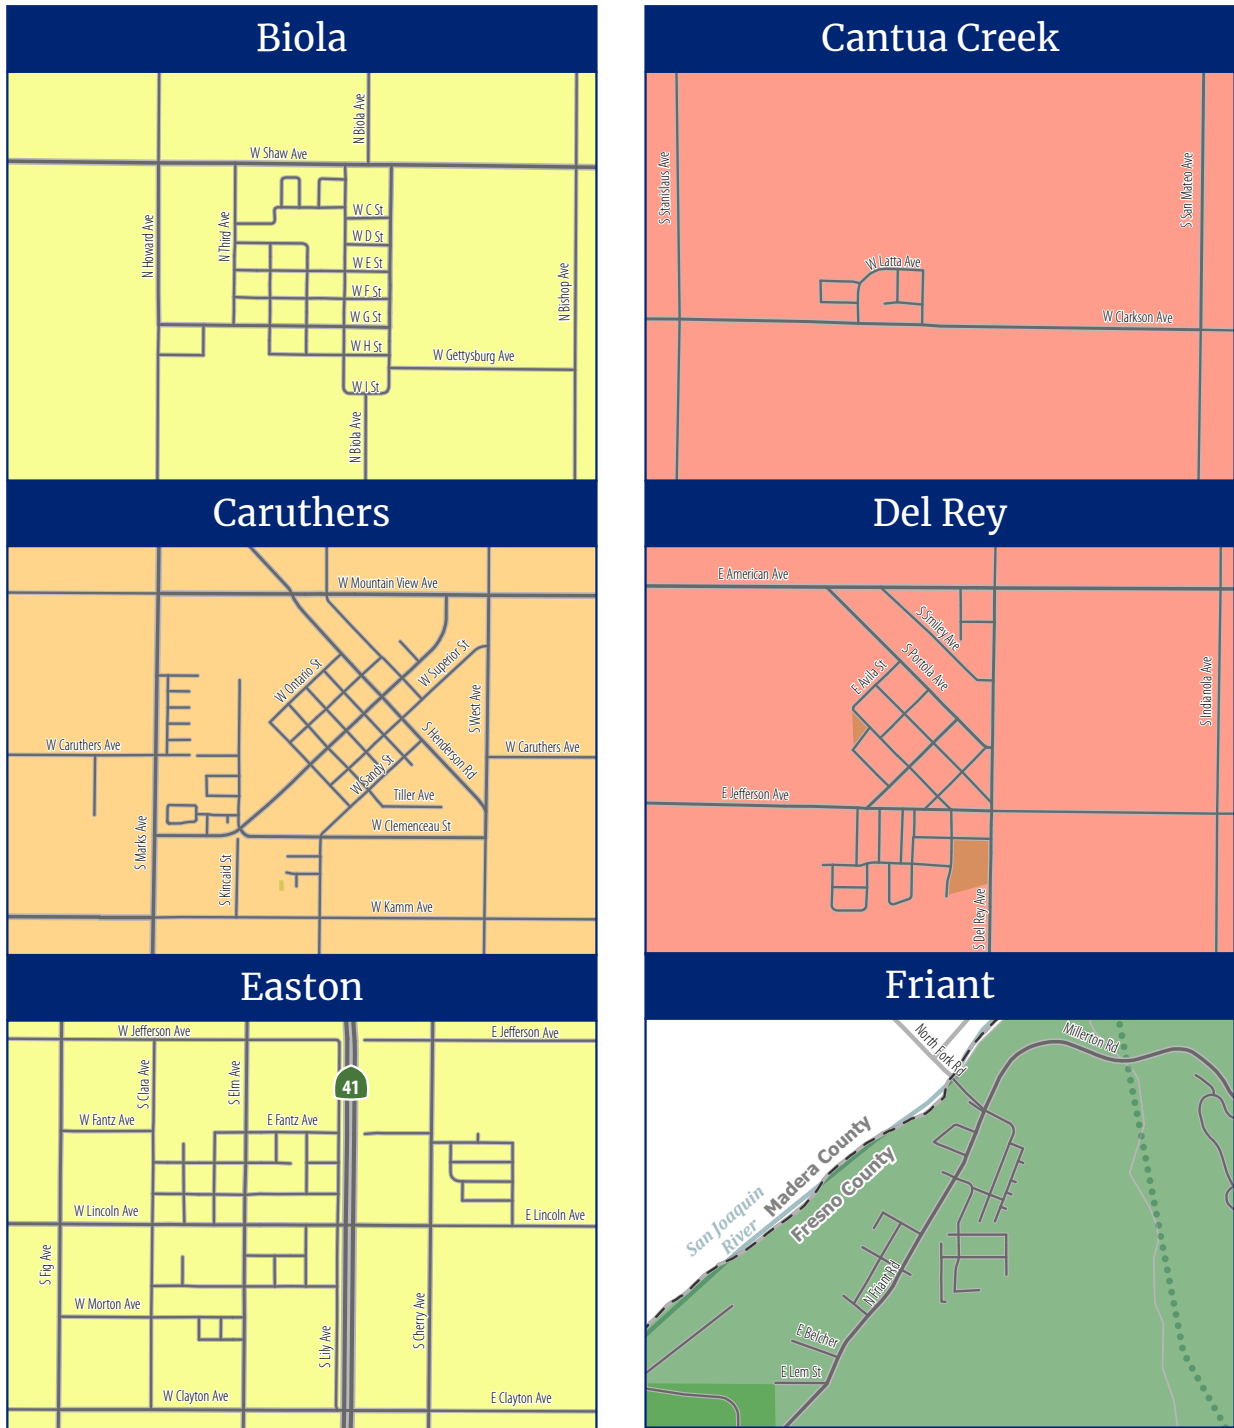 Biola
N Biola Ave
W Shaw Ave
W C St
N Howard Ave
N Third Ave
W D St
W E St
N Bishop Ave
W F St
W G St
W H St
W Gettysburg Ave
W I St
N Biola Ave
Cantua Creek
S Stanislaus Ave
S San Mateo Ave
W Latta Ave
W Clarkson Ave
Caruthers
W Mountain View Ave
W Ontario St
W Superior St
S West Ave
S Henderson Rd
W Caruthers Ave
W Caruthers Ave
W Sandy St
Tiller Ave
W Clemenceau St
S Marks Ave
S Kincaid St
W Kamm Ave
Del Rey
E American Ave
S Smiley Ave
S Portola Ave
E Avila St
S Indianola Ave
E Jefferson Ave
S Del Rey Ave
Easton
W Jefferson Ave
E Jefferson Ave
S Clara Ave
S Elm Ave
41
W Fantz Ave
E Fantz Ave
W Lincoln Ave
E Lincoln Ave
S Fig Ave
W Morton Ave
S Lily Ave
S Cherry Ave
W Clayton Ave
E Clayton Ave
Friant
North Fork Rd
Millerton Rd
Madera County
Fresno County
San Joaquin
River
N Friant Rd
E Belcher
E Lem St